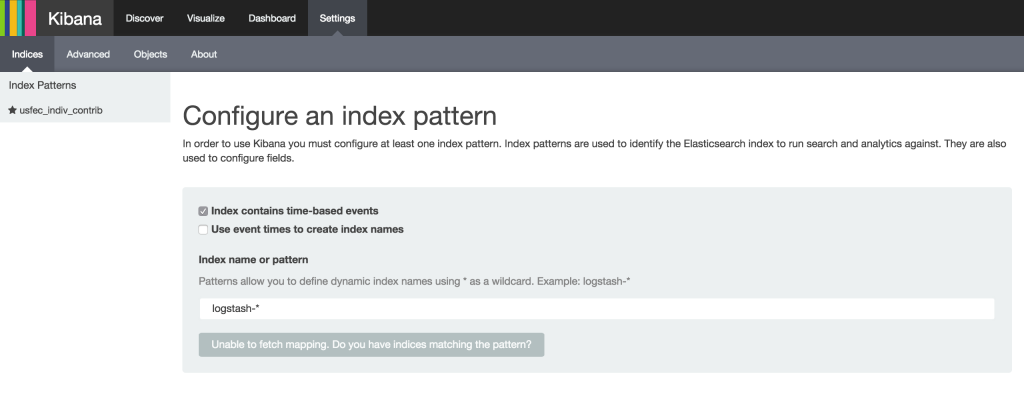 Kibana Discover Visualize Dashboard Settings
Indices Advanced Objects About
Index Patterns
usfec_indiv_contrib
Configure an index pattern
In order to use Kibana you must configure at least one index pattern. Index patterns are used to identify the Elasticsearch index to run search and analytics against. They are also
used to configure fields.
Index contains time-based events
Use event times to create index names
Index name or pattern
Patterns allow you to define dynamic index names using * as a wildcard. Example: logstash-*
logstash-*
Unable to fetch mapping. Do you have indices matching the pattern?